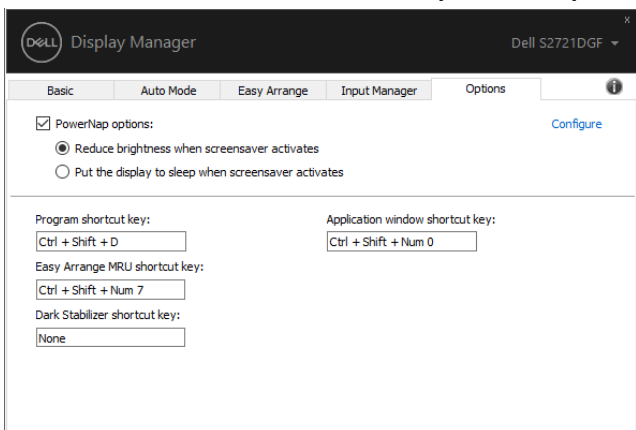 x
DELL Display Manager
Dell S2721DGF
Basic
Auto Mode
Easy Arrange
Input Manager
Options
PowerNap options:
Configure
Reduce brightness when screensaver activates
Put the display to sleep when screensaver activates
Program shortcut key:
Application window shortcut key:
Ctrl + Shift + D
Ctrl + Shift + Num 0
Easy Arrange MRU shortcut key:
Ctrl + Shift + Num 7
Dark Stabilizer shortcut key:
None